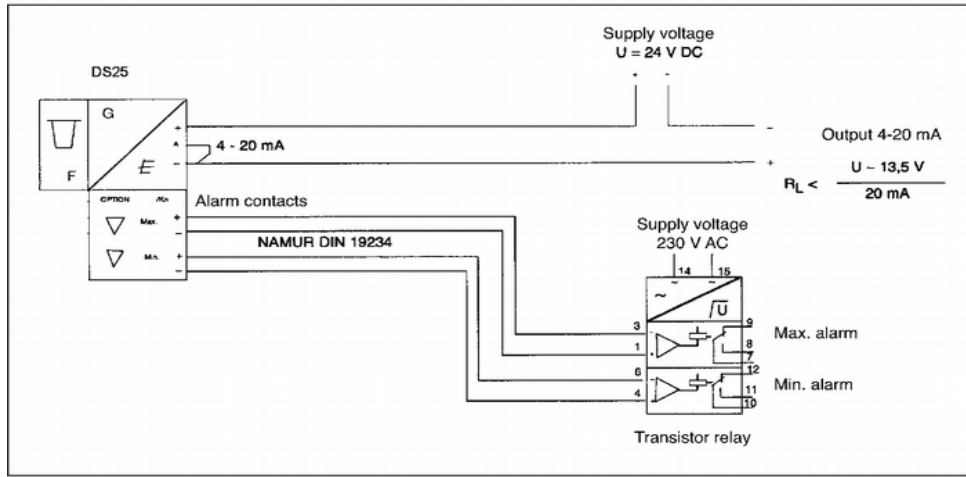 Supply voltage
U = 24 V DC
+ -
DS25
G
F
E
+
A
-
4 - 20 mA
-
+
Output 4-20 mA
RL < U – 13,5 V
20 mA
OPTION
Max.
Min.
+
-
+
-
Alarm contacts
NAMUR DIN 19234
Supply voltage
230 V AC
~ 14 ~ 15
~
U
3 -
1 +
9
8
7
Max. alarm
6 -
4 +
12
11
10
Min. alarm
Transistor relay